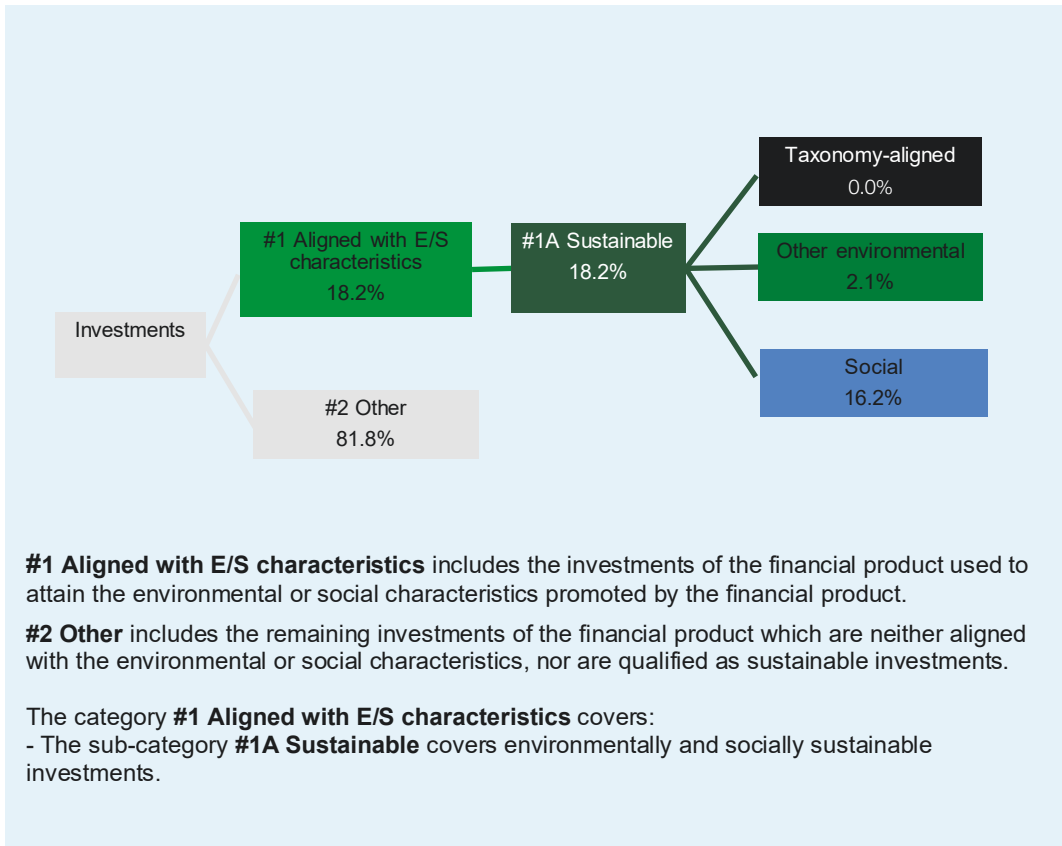 Taxonomy-aligned
0.0%
#1 Aligned with E/S
characteristics
18.2%
#1A Sustainable
18.2%
Other environmental
2.1%
Investments
Social
16.2%
#2 Other
81.8%
#1 Aligned with E/S characteristics includes the investments of the financial product used to
attain the environmental or social characteristics promoted by the financial product.
#2 Other includes the remaining investments of the financial product which are neither aligned
with the environmental or social characteristics, nor are qualified as sustainable investments.
The category #1 Aligned with E/S characteristics covers:
- The sub-category #1A Sustainable covers environmentally and socially sustainable
investments.